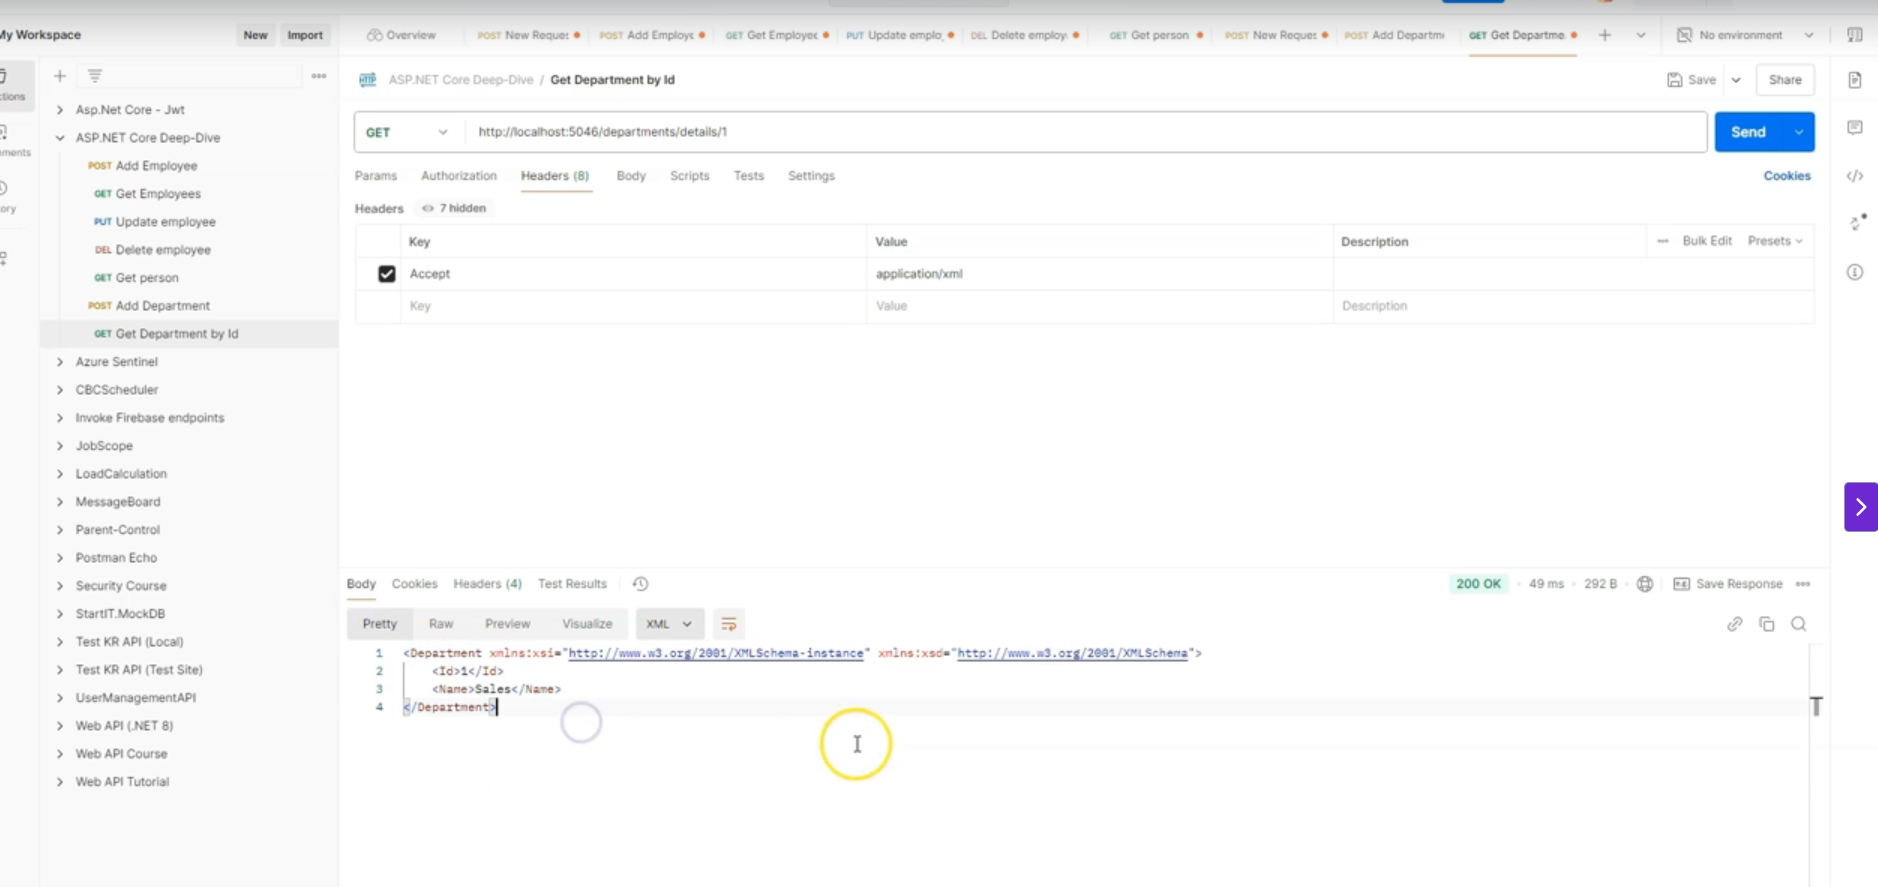 My Workspace
New
Import
Overview
POST New Reques
POST Add Employe
GET Get Employee
PUT Update emplo
DEL Delete employ
GET Get person
POST New Reques
POST Add Departme
GET Get Departme
No environment
ASP.NET Core Deep-Dive / Get Department by Id
Save
Share
GET
http://localhost:5046/departments/details/1
Send
Params
Authorization
Headers (8)
Body
Scripts
Tests
Settings
Cookies
Headers
7 hidden
Key
Value
Description
Bulk Edit
Presets
Accept
application/xml
Key
Value
Description
ctions
ments
ory
Asp.Net Core - Jwt
ASP.NET Core Deep-Dive
POST Add Employee
GET Get Employees
PUT Update employee
DEL Delete employee
GET Get person
POST Add Department
GET Get Department by Id
Azure Sentinel
CBCScheduler
Invoke Firebase endpoints
JobScope
LoadCalculation
MessageBoard
Parent-Control
Postman Echo
Security Course
StartIT.MockDB
Test KR API (Local)
Test KR API (Test Site)
UserManagementAPI
Web API (.NET 8)
Web API Course
Web API Tutorial
Body
Cookies
Headers (4)
Test Results
200 OK
49 ms
292 B
Save Response
Pretty
Raw
Preview
Visualize
XML
1 <Department xmlns:xsi="http://www.w3.org/2001/XMLSchema-instance" xmlns:xsd="http://www.w3.org/2001/XMLSchema">
2 <Id>1</Id>
3 <Name>Sales</Name>
4 </Department>